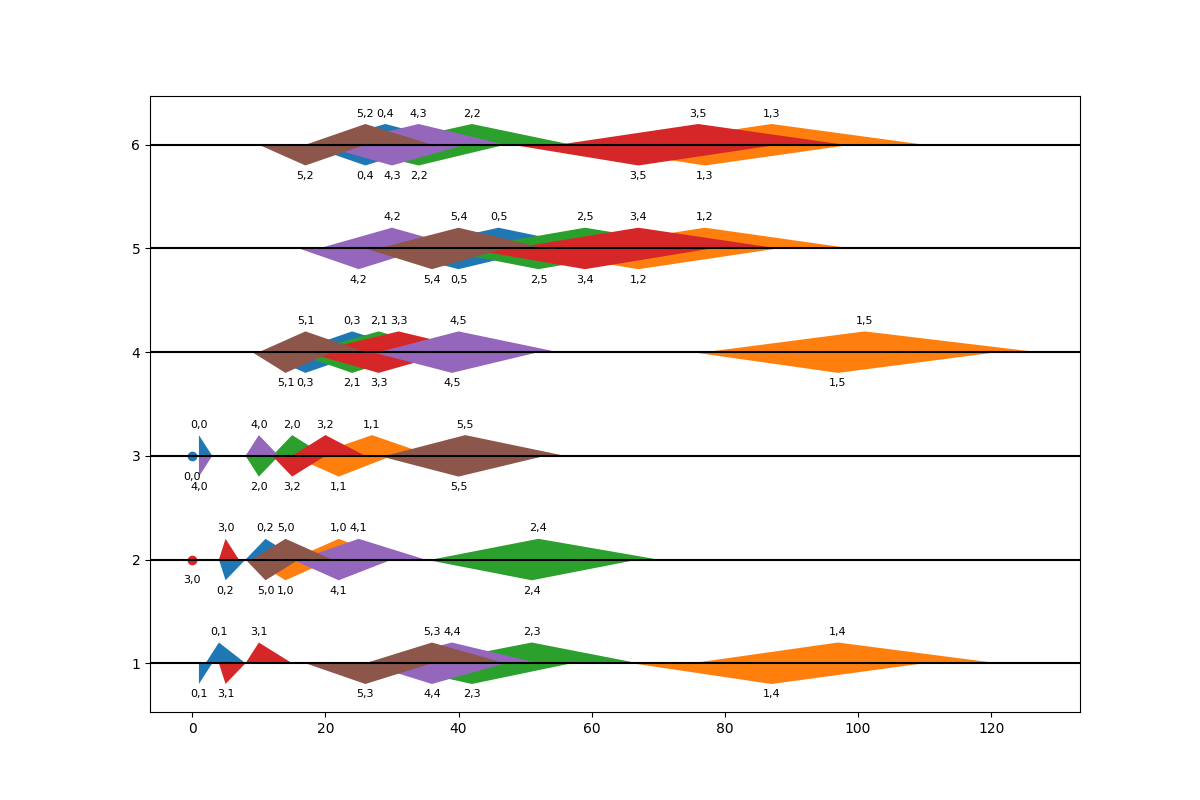 5,2 0,4 4,3 2,2 3,5 1,3
6
5,2 0,4 4,3 2,2 3,5 1,3
4,2 5,4 0,5 2,5 3,4 1,2
5
4,2 5,4 0,5 2,5 3,4 1,2
5,1 0,3 2,1 3,3 4,5 1,5
4
5,1 0,3 2,1 3,3 4,5 1,5
0,0 4,0 2,0 3,2 1,1 5,5
3
0,0
4,0 2,0 3,2 1,1 5,5
3,0 0,2 5,0 1,0 4,1 2,4
2
3,0
0,2 5,0 1,0 4,1 2,4
0,1 3,1 5,3 4,4 2,3 1,4
1
0,1 3,1 5,3 4,4 2,3 1,4
0 20 40 60 80 100 120